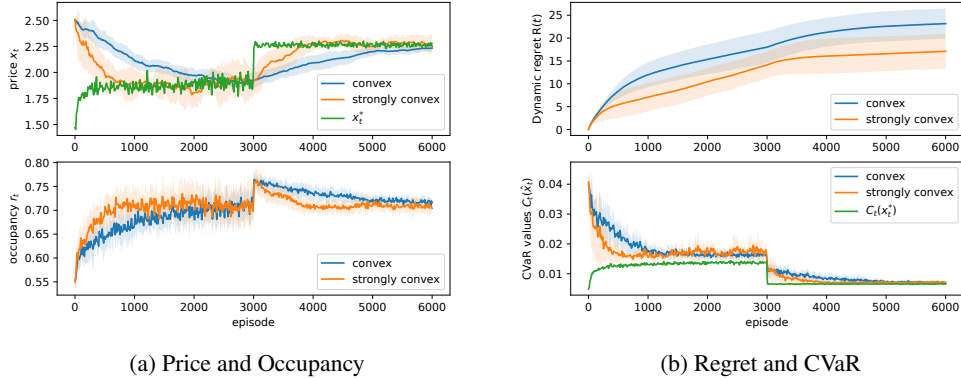 2.50
2.25
2.00
1.75
1.50
price x_t
convex
strongly convex
x_t^*
0 1000 2000 3000 4000 5000 6000
0.80
0.75
0.70
0.65
0.60
0.55
occupancy r_t
convex
strongly convex
0 1000 2000 3000 4000 5000 6000
episode
(a) Price and Occupancy
25
20
15
10
5
0
Dynamic regret R(t)
convex
strongly convex
0 1000 2000 3000 4000 5000 6000
0.04
0.03
0.02
0.01
CVaR values C_t(x̂_t)
convex
strongly convex
C_t(x_t^*)
0 1000 2000 3000 4000 5000 6000
episode
(b) Regret and CVaR